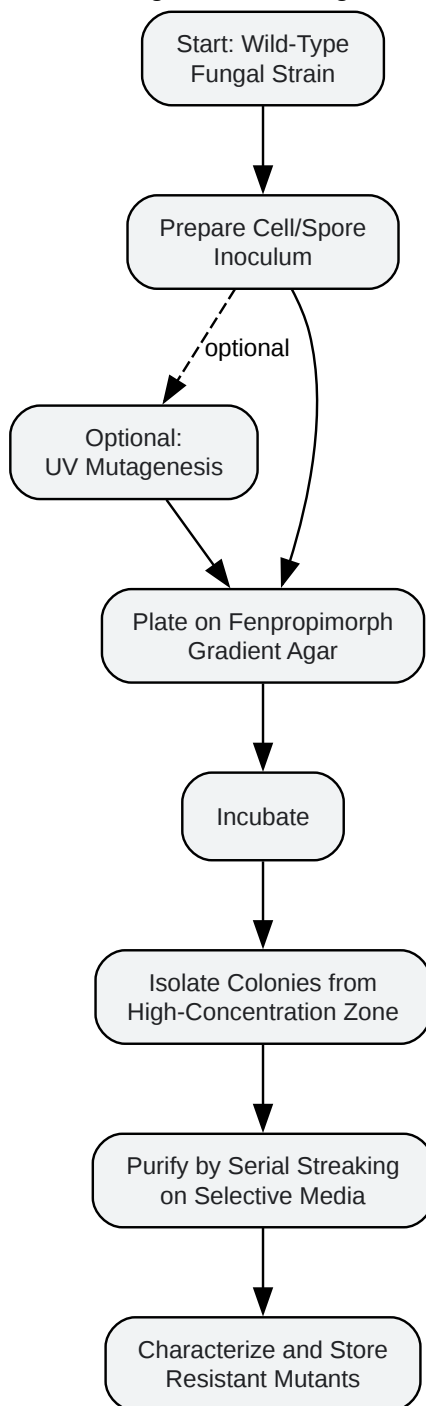 Start: Wild-Type
Fungal Strain
Prepare Cell/Spore
Inoculum
optional
Optional:
UV Mutagenesis
Plate on Fenpropimorph
Gradient Agar
Incubate
Isolate Colonies from
High-Concentration Zone
Purify by Serial Streaking
on Selective Media
Characterize and Store
Resistant Mutants